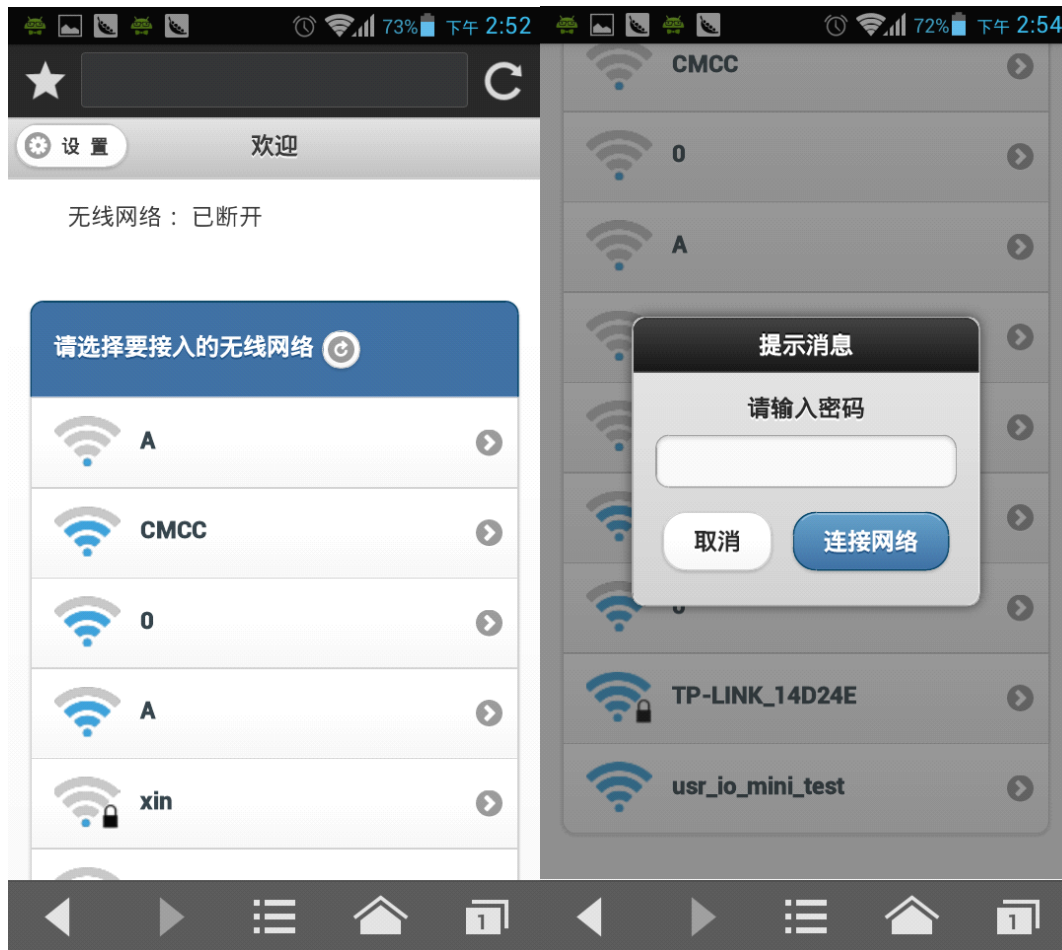 73% 下午 2:52
设 置
欢迎
无线网络： 已断开
请选择要接入的无线网络
A
CMCC
0
A
xin
1
72% 下午 2:54
CMCC
0
A
提示消息
请输入密码
取消
连接网络
TP-LINK_14D24E
usr_io_mini_test
1